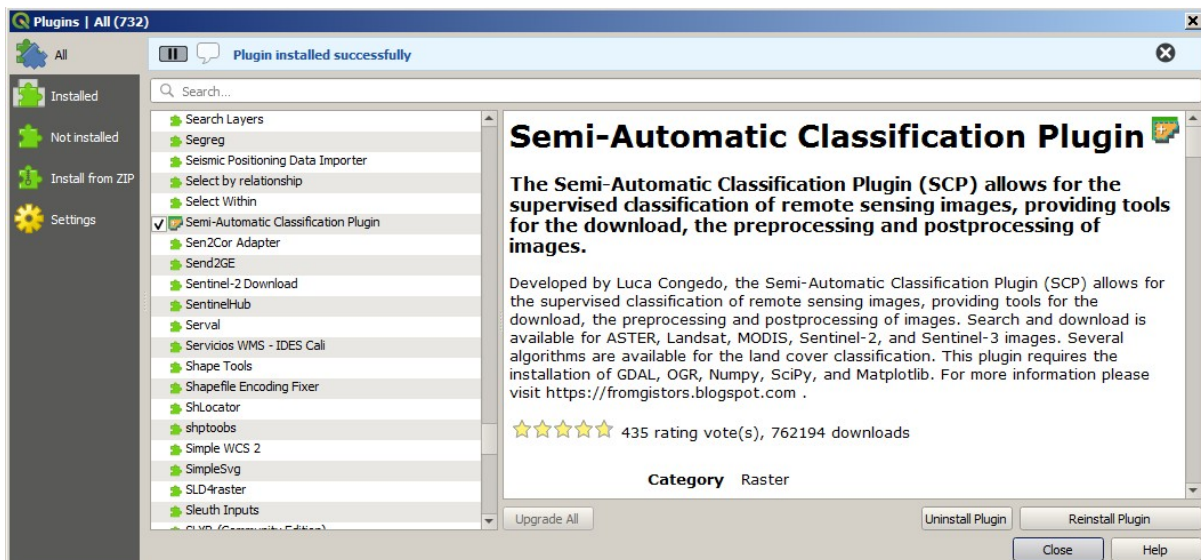 Plugins | All (732)
All
Installed
Not installed
Install from ZIP
Settings
Plugin installed successfully
Search...
Search Layers
Segreg
Seismic Positioning Data Importer
Select by relationship
Select Within
Semi-Automatic Classification Plugin
Sen2Cor Adapter
Send2GE
Sentinel-2 Download
SentinelHub
Serval
Servicios WMS - IDES Cali
Shape Tools
Shapefile Encoding Fixer
ShLocator
shptoobs
Simple WCS 2
SimpleSvg
SLD4raster
Sleuth Inputs
SLYR (Community Edition)
Semi-Automatic Classification Plugin
The Semi-Automatic Classification Plugin (SCP) allows for the
supervised classification of remote sensing images, providing tools
for the download, the preprocessing and postprocessing of
images.
Developed by Luca Congedo, the Semi-Automatic Classification Plugin (SCP) allows for
the supervised classification of remote sensing images, providing tools for the
download, the preprocessing and postprocessing of images. Search and download is
available for ASTER, Landsat, MODIS, Sentinel-2, and Sentinel-3 images. Several
algorithms are available for the land cover classification. This plugin requires the
installation of GDAL, OGR, Numpy, SciPy, and Matplotlib. For more information please
visit https://fromgistors.blogspot.com .
435 rating vote(s), 762194 downloads
Category Raster
Upgrade All
Uninstall Plugin
Reinstall Plugin
Close
Help